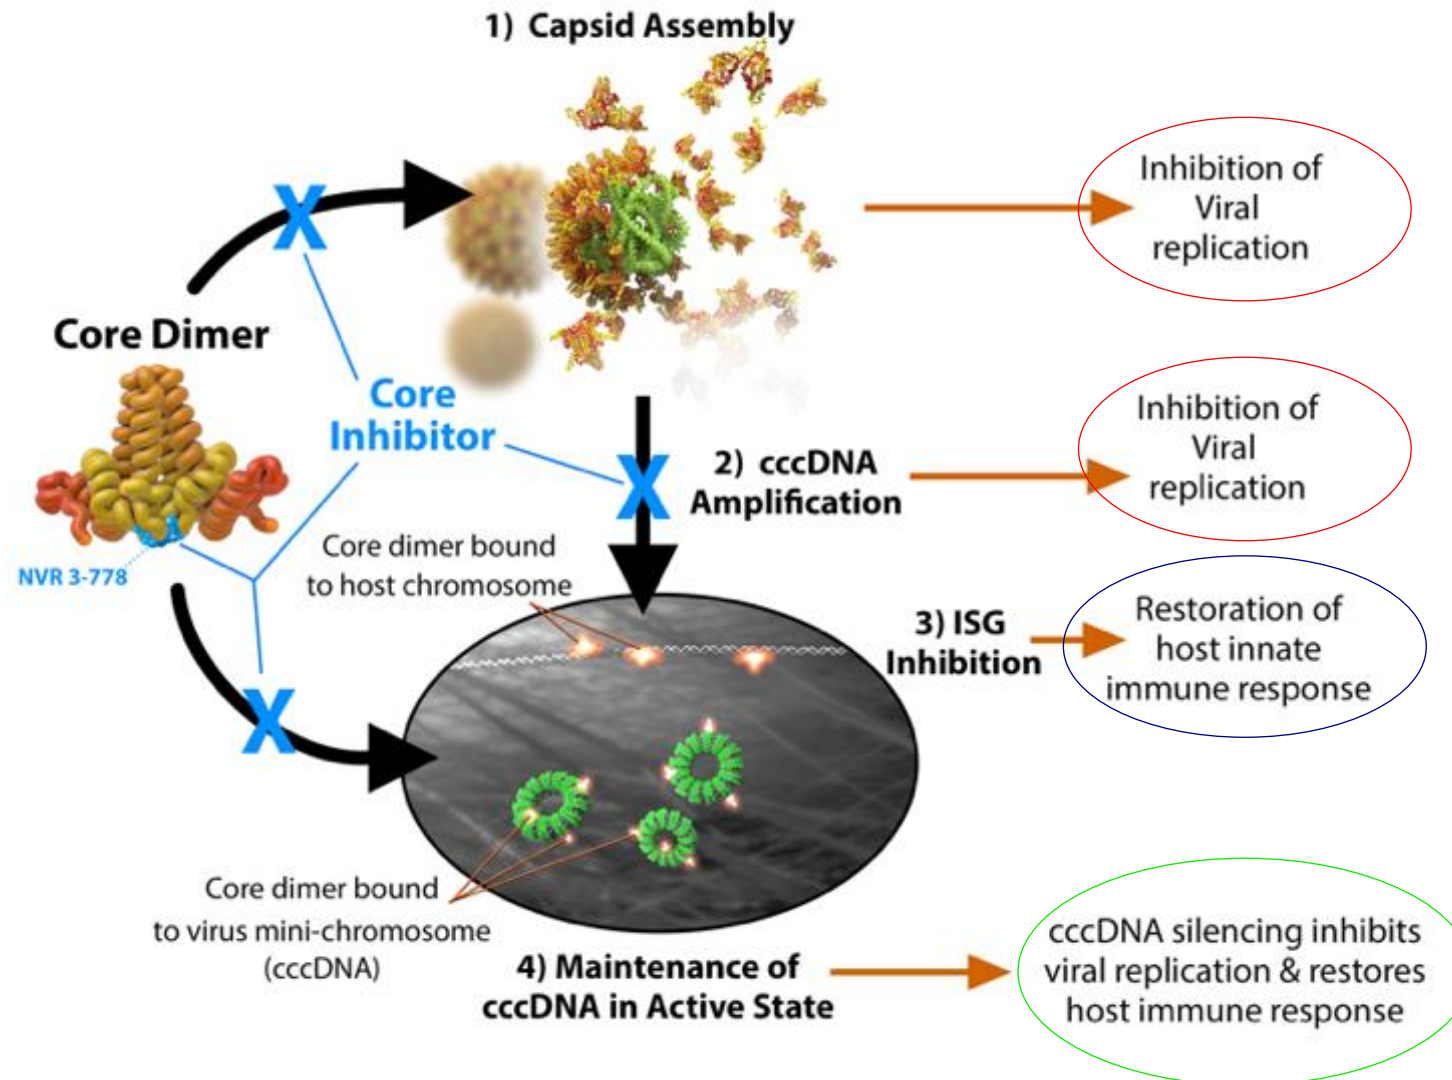 1) Capsid Assembly
Inhibition of
Viral
replication
Core Dimer
Core
Inhibitor
Inhibition of
Viral
replication
2) cccDNA
Amplification
NVR 3-778
Core dimer bound
to host chromosome
3) ISG
Inhibition
Restoration of
host innate
immune response
Core dimer bound
to virus mini-chromosome
(cccDNA)
4) Maintenance of
cccDNA in Active State
cccDNA silencing inhibits
viral replication & restores
host immune response
X
X
X